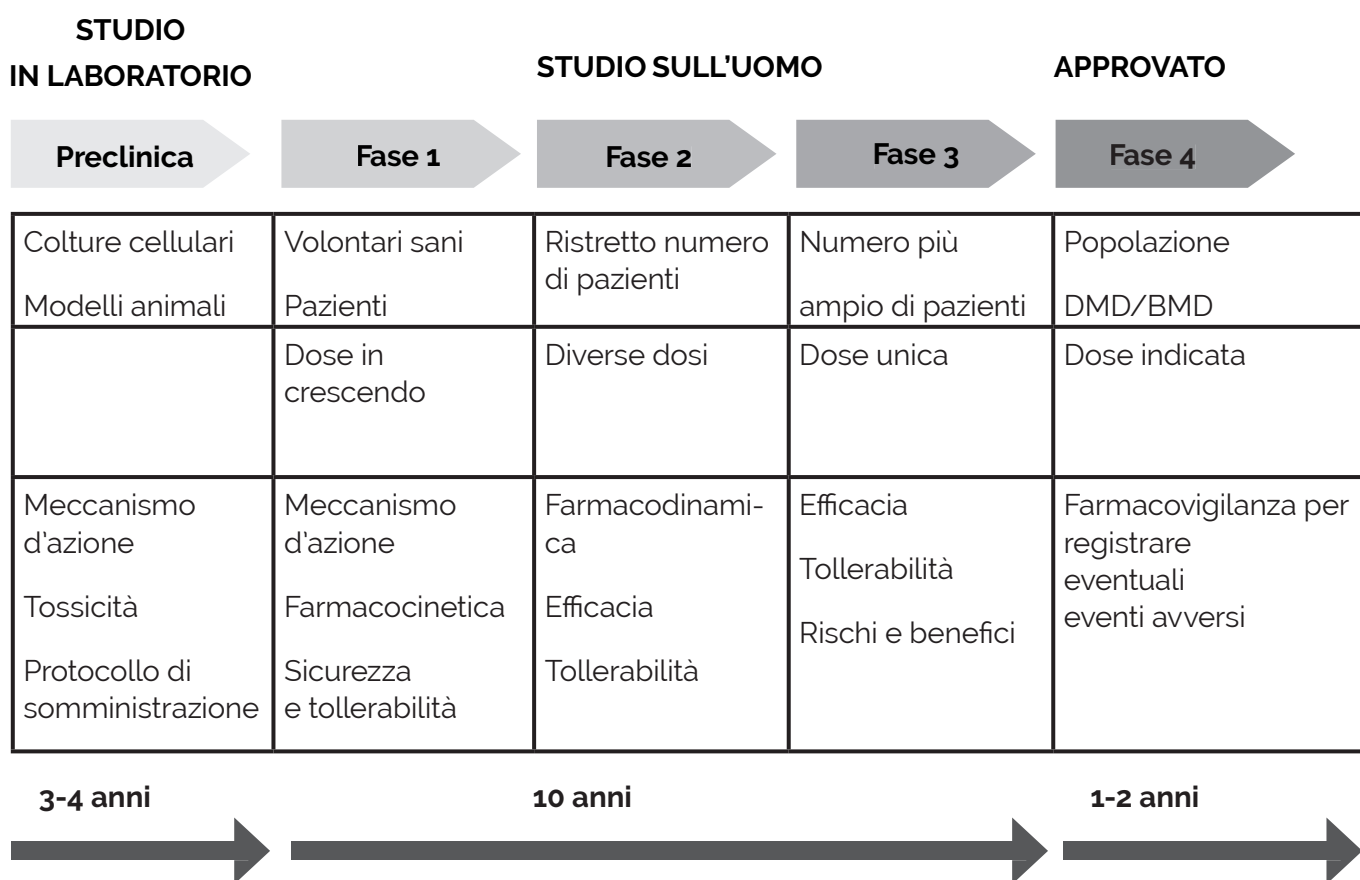 STUDIO
IN LABORATORIO
STUDIO SULL'UOMO
APPROVATO
Preclinica
Fase 1
Fase 2
Fase 3
Fase 4
Colture cellulari
Modelli animali
Volontari sani
Pazienti
Ristretto numero
di pazienti
Numero più
ampio di pazienti
Popolazione
DMD/BMD
Dose in
crescendo
Diverse dosi
Dose unica
Dose indicata
Meccanismo
d'azione
Tossicità
Protocollo di
somministrazione
Meccanismo
d'azione
Farmacocinetica
Sicurezza
e tollerabilità
Farmacodinami-
ca
Efficacia
Tollerabilità
Efficacia
Tollerabilità
Rischi e benefici
Farmacovigilanza per
registrare
eventuali
eventi avversi
3-4 anni
10 anni
1-2 anni